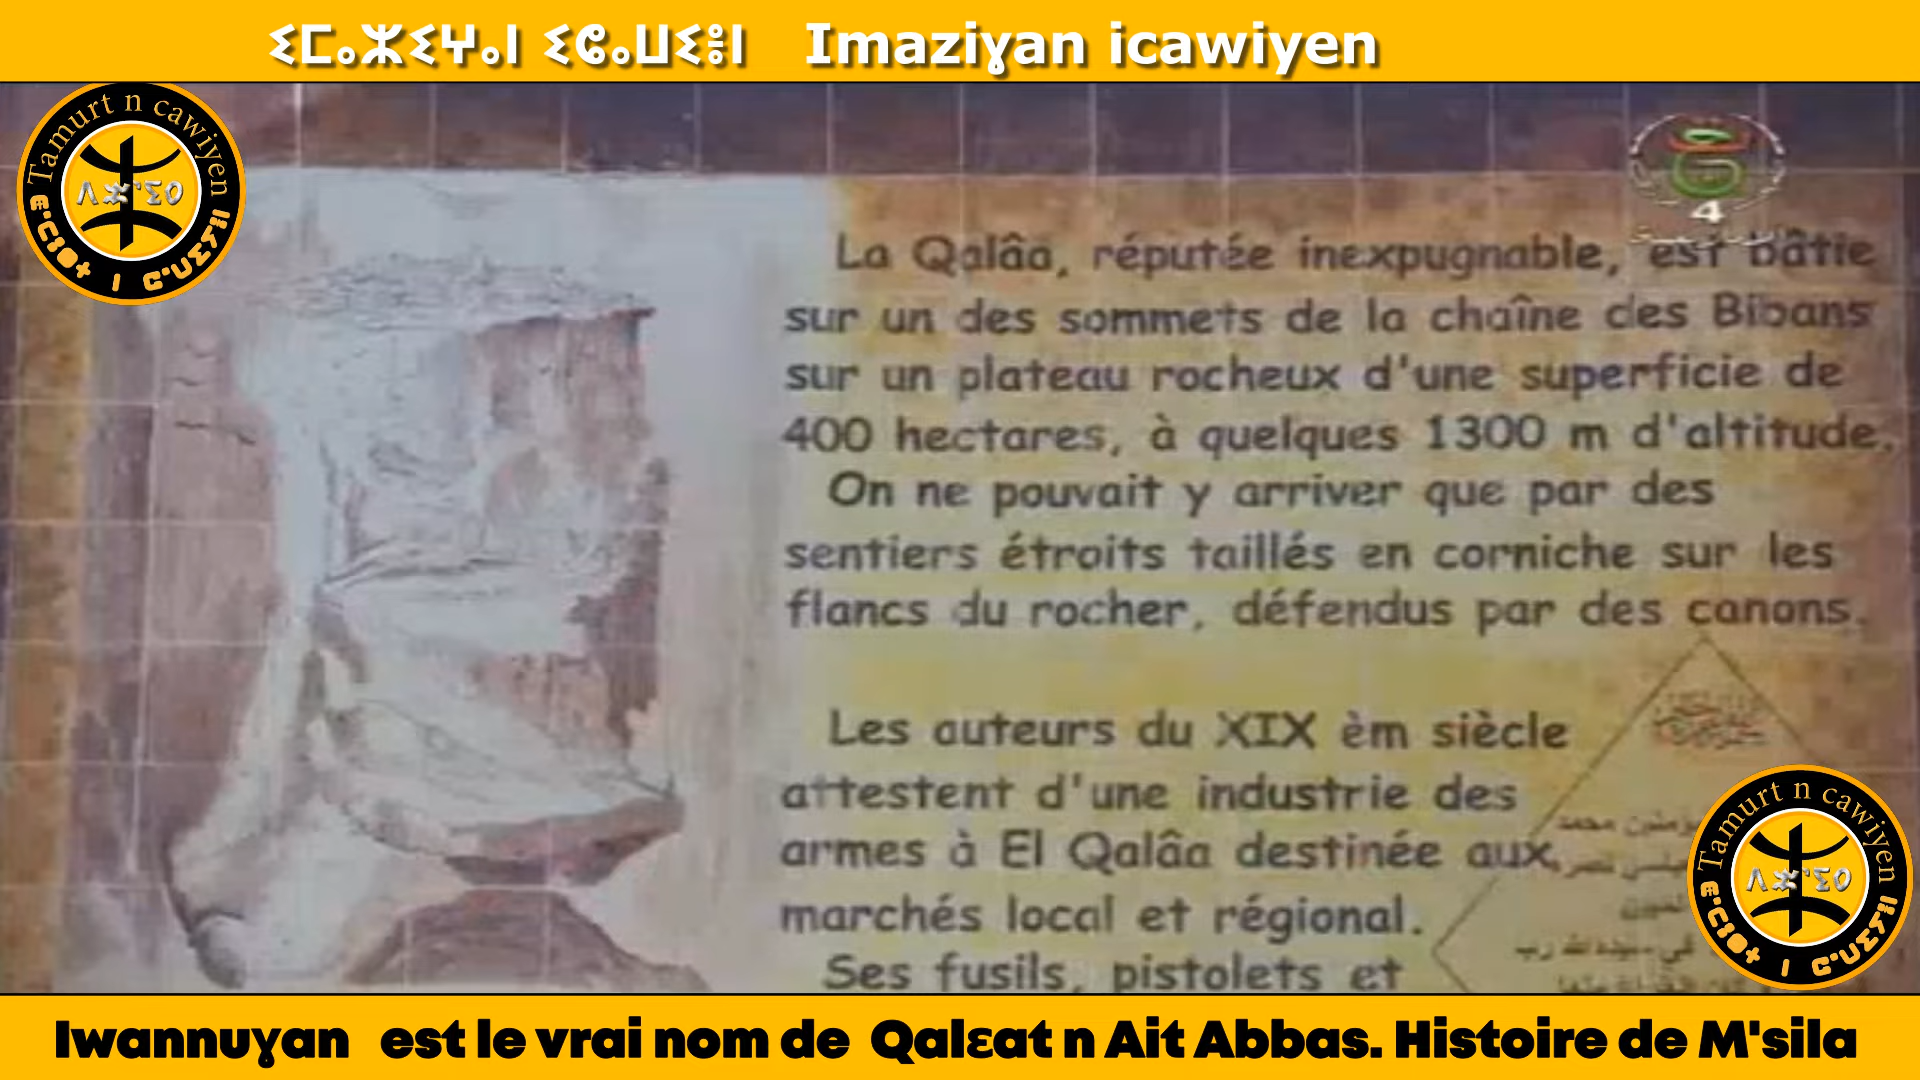 ⵉⵎⴰⵣⵉⵖⴰⵏ ⵉⵛⴰⵡⵉⵢⵏ Imaziɣan icawiyen
Tamurt n cawiyen
La Qalâa, réputée inexpugnable, est bâtie
sur un des sommets de la chaîne des Bibans
sur un plateau rocheux d'une superficie de
400 hectares, à quelques 1300 m d'altitude.
On ne pouvait y arriver que par des
sentiers étroits taillés en corniche sur les
flancs du rocher, défendus par des canons.
4
Les auteurs du XIX èm siècle
attestent d'une industrie des
armes à El Qalâa destinée aux
marchés local et régional.
Ses fusils, pistolets et
Tamurt n cawiyen
Iwannuɣan est le vrai nom de Qalɛat n Ait Abbas. Histoire de M'sila